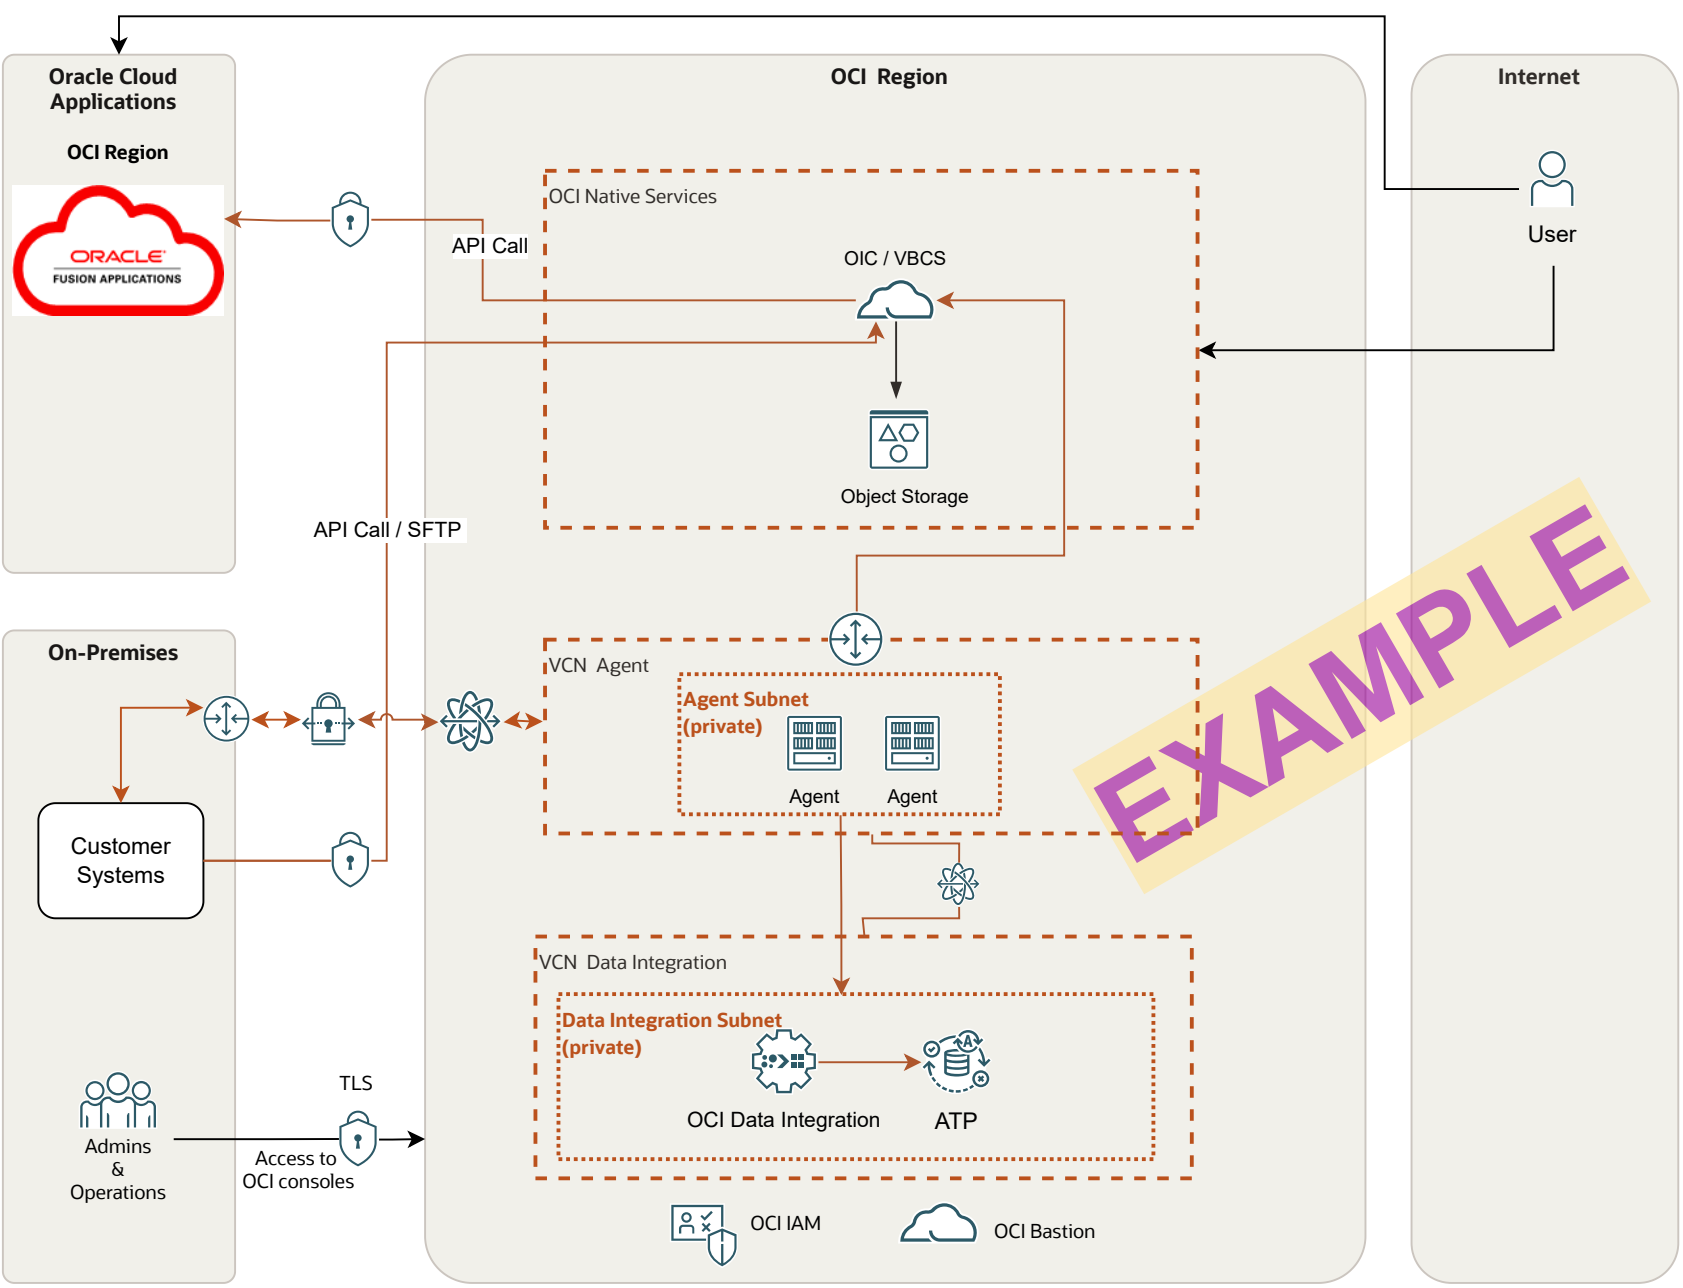 Oracle Cloud
Applications
OCI Region
ORACLE
FUSION APPLICATIONS
OCI Region
Internet
OCI Native Services
API Call
OIC / VBCS
User
Object Storage
API Call / SFTP
EXAMPLE
On-Premises
VCN Agent
Agent Subnet
(private)
Agent
Agent
Customer
Systems
VCN Data Integration
Data Integration Subnet
(private)
A
OCI Data Integration
ATP
TLS
Admins
&
Operations
Access to
OCI consoles
OCI IAM
OCI Bastion